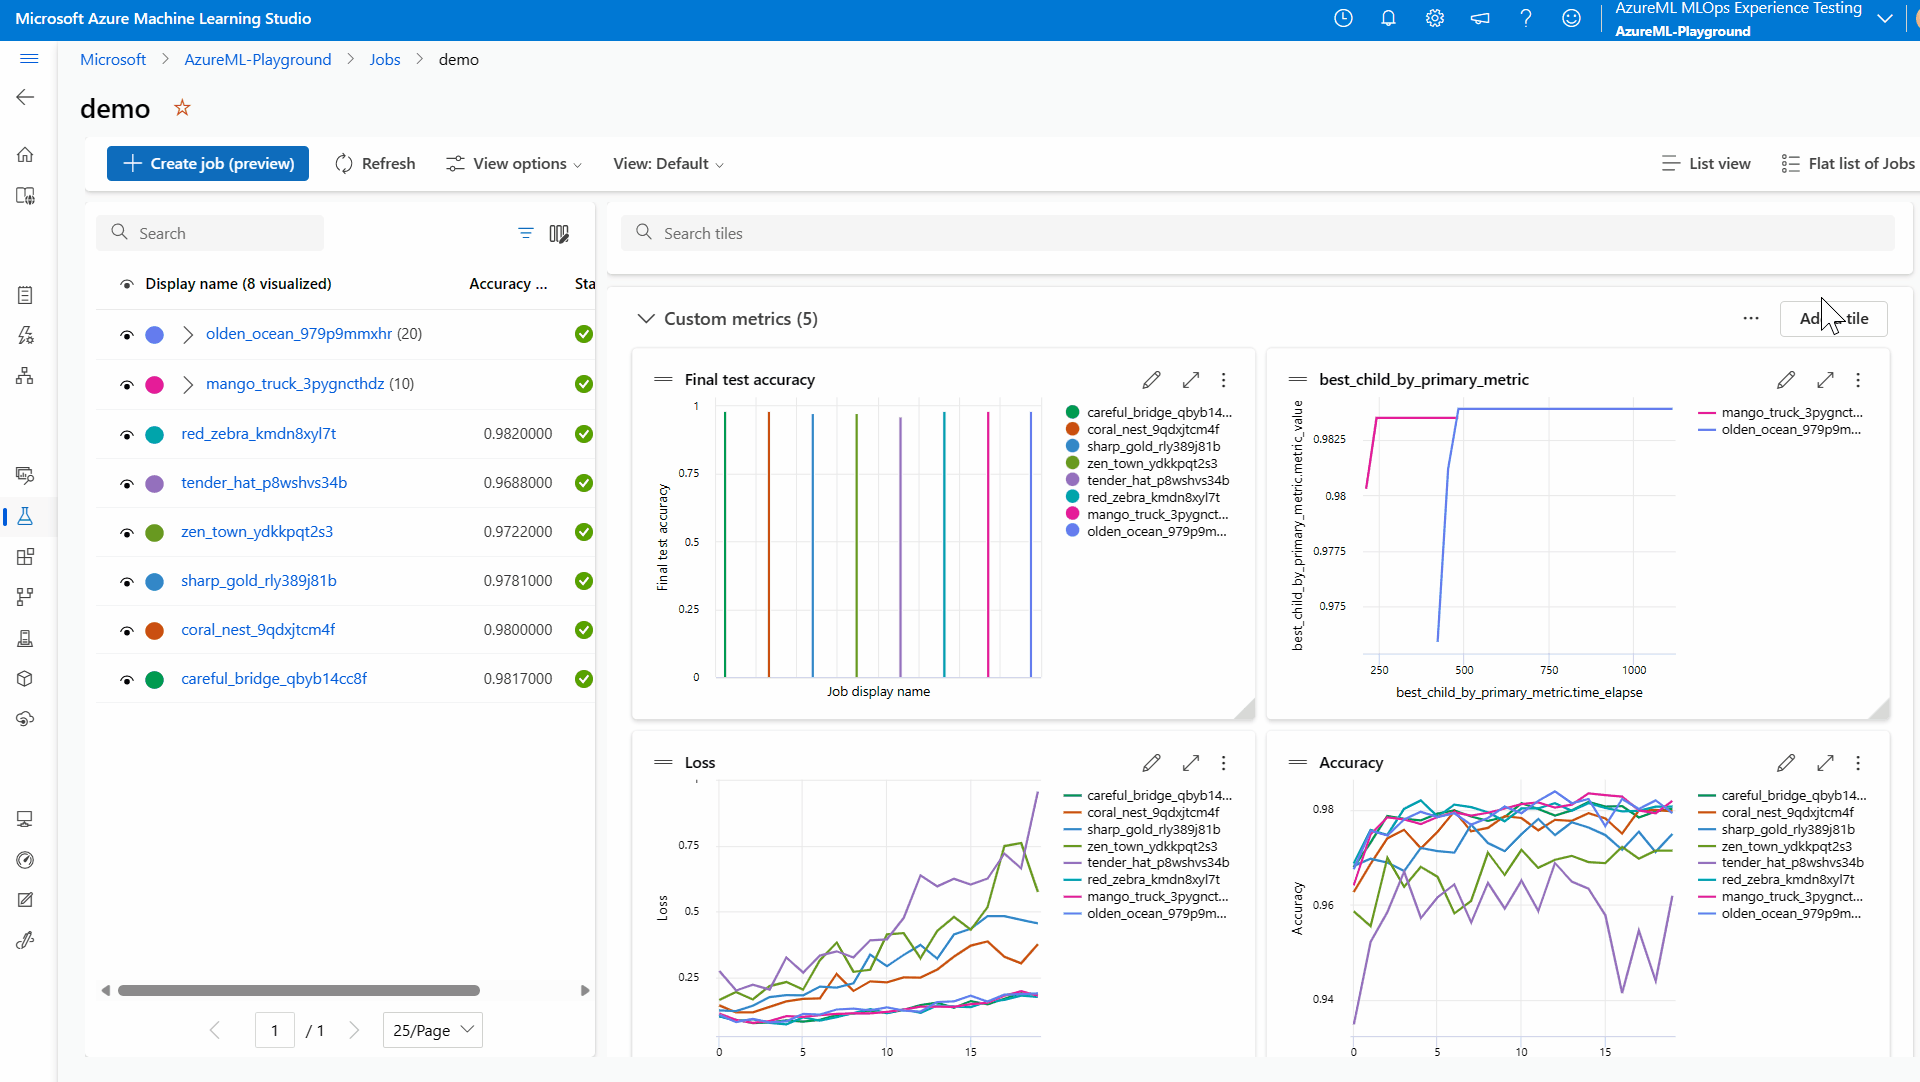 Microsoft Azure Machine Learning Studio
AzureML MLOps Experience Testing
AzureML-Playground
Microsoft > AzureML-Playground > Jobs > demo
demo
Create job (preview)
Refresh
View options
View: Default
List view
Flat list of Jobs
Search
Display name (8 visualized) Accuracy ... Sta
olden_ocean_979p9mmxhr (20)
mango_truck_3pygncthdz (10)
red_zebra_kmdn8xyl7t 0.9820000
tender_hat_p8wshvs34b 0.9688000
zen_town_ydkkpqt2s3 0.9722000
sharp_gold_rly389j81b 0.9781000
coral_nest_9qdxjtcm4f 0.9800000
careful_bridge_qbyb14cc8f 0.9817000
1 / 1
25/Page
Search tiles
Custom metrics (5)
... 
tile
Final test accuracy
Final test accuracy
1
0.75
0.5
0.25
0
Job display name
careful_bridge_qbyb14...
coral_nest_9qdxjtcm4f
sharp_gold_rly389j81b
zen_town_ydkkpqt2s3
tender_hat_p8wshvs34b
red_zebra_kmdn8xyl7t
mango_truck_3pygnct...
olden_ocean_979p9m...
best_child_by_primary_metric
best_child_by_primary_metric.metric_value
0.9825
0.98
0.9775
0.975
250 500 750 1000
best_child_by_primary_metric.time_elapse
mango_truck_3pygnct...
olden_ocean_979p9m...
Loss
Loss
0.75
0.5
0.25
0 5 10 15
careful_bridge_qbyb14...
coral_nest_9qdxjtcm4f
sharp_gold_rly389j81b
zen_town_ydkkpqt2s3
tender_hat_p8wshvs34b
red_zebra_kmdn8xyl7t
mango_truck_3pygnct...
olden_ocean_979p9m...
Accuracy
Accuracy
0.98
0.96
0.94
0 5 10 15
careful_bridge_qbyb14...
coral_nest_9qdxjtcm4f
sharp_gold_rly389j81b
zen_town_ydkkpqt2s3
tender_hat_p8wshvs34b
red_zebra_kmdn8xyl7t
mango_truck_3pygnct...
olden_ocean_979p9m...